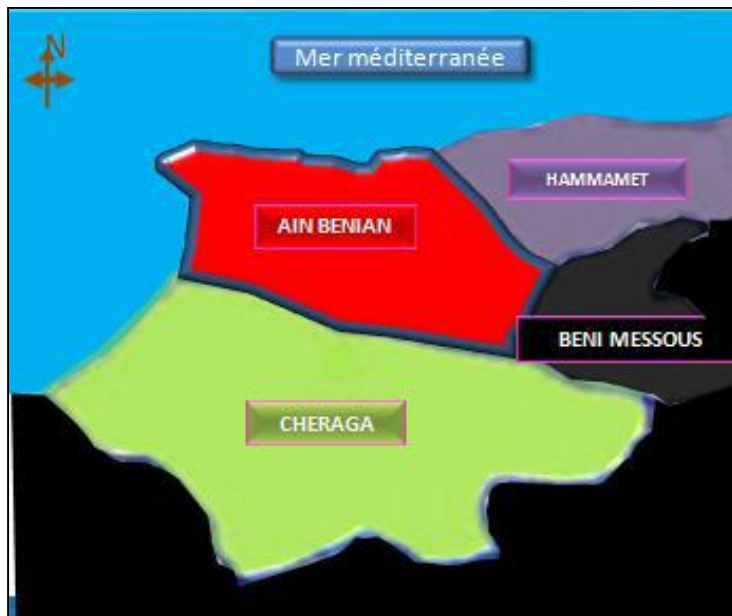 N
Mer méditerranée
HAMMAMET
AIN BENIAN
BENI MESSOUS
CHERAGA